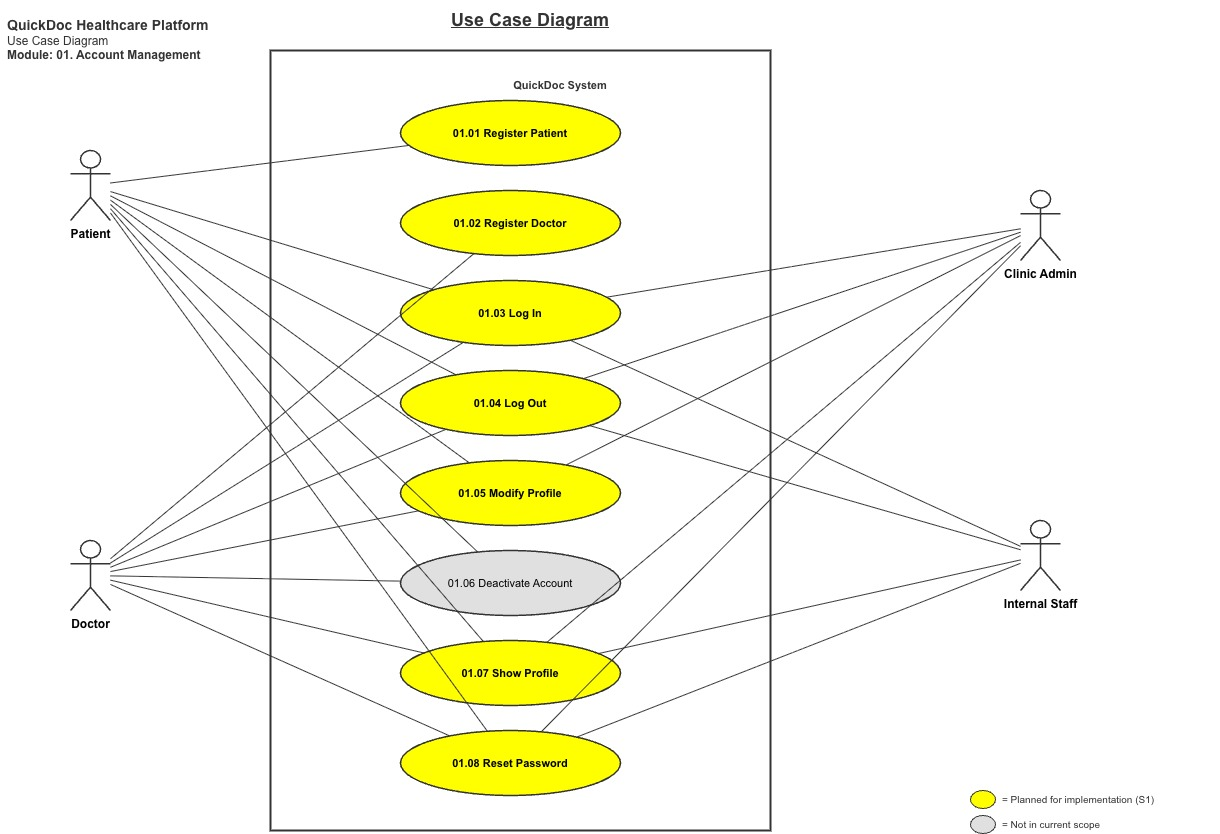 Use Case Diagram
QuickDoc Healthcare Platform
Use Case Diagram
Module: 01. Account Management
QuickDoc System
01.01 Register Patient
01.02 Register Doctor
01.03 Log In
01.04 Log Out
01.05 Modify Profile
01.06 Deactivate Account
01.07 Show Profile
01.08 Reset Password
Patient
Doctor
Clinic Admin
Internal Staff
= Planned for implementation (S1)
= Not in current scope